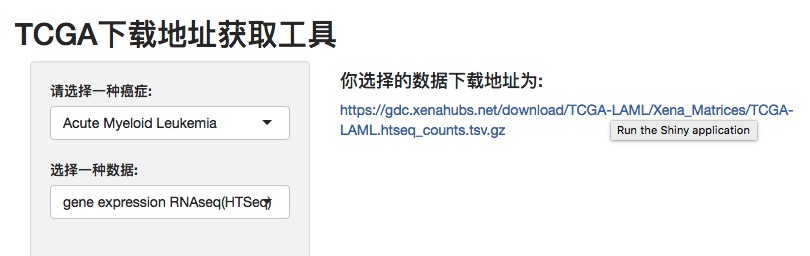 TCGA下载地址获取工具
请选择一种癌症:
Acute Myeloid Leukemia
选择一种数据:
gene expression RNAseq(HTSeq)
你选择的数据下载地址为:
https://gdc.xenahubs.net/download/TCGA-LAML/Xena_Matrices/TCGA-
LAML.htseq_counts.tsv.gz
Run the Shiny application